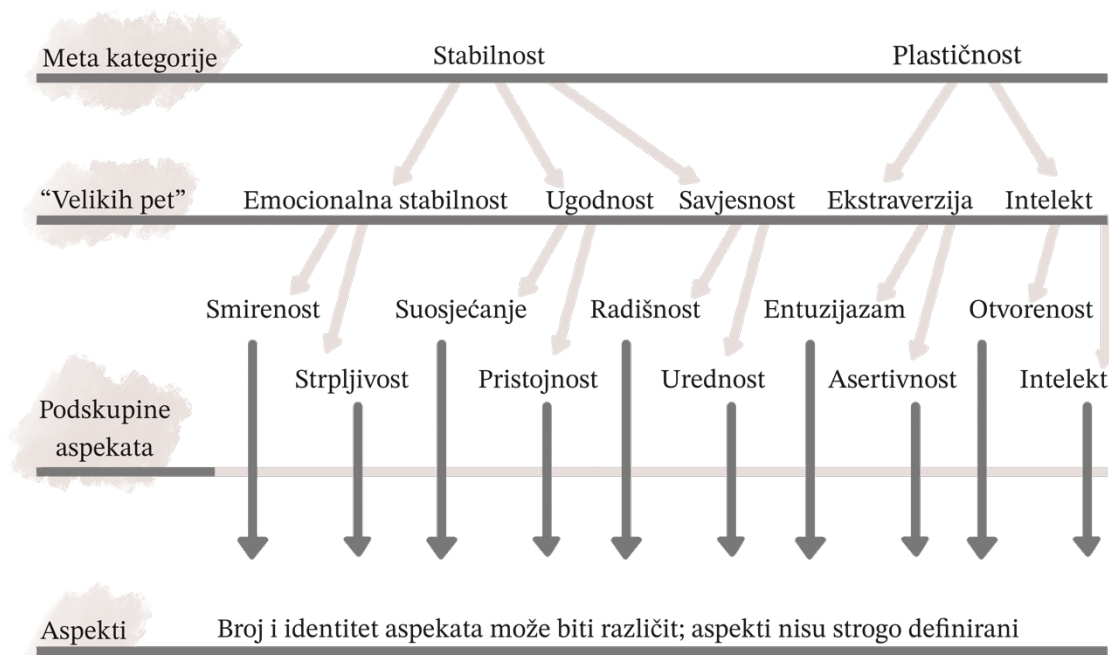 Meta kategorije Stabilnost Plastičnost
“Velikih pet” Emocionalna stabilnost Ugodnost Savjesnost Ekstraverzija Intelekt
Smirenost Suosjećanje Radišnost Entuzijazam Otvorenost
Strpljivost Pristojnost Urednost Asertivnost Intelekt
Podskupine
aspekata
Aspekti Broj i identitet aspekata može biti različit; aspekti nisu strogo definirani